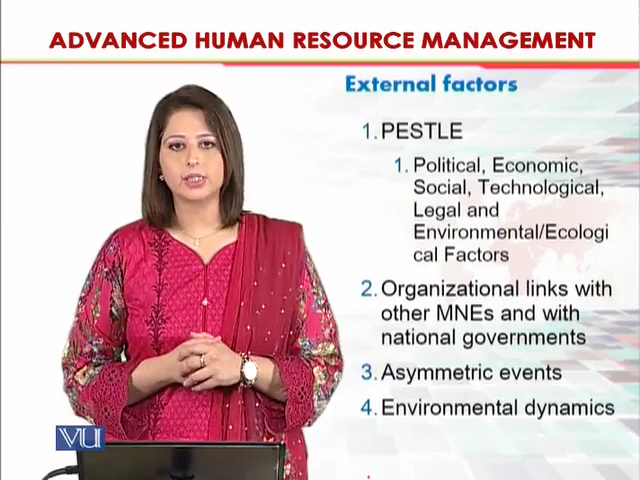 ADVANCED HUMAN RESOURCE MANAGEMENT
External factors
1. PESTLE
1. Political, Economic,
Social, Technological,
Legal and
Environmental/Ecologi
cal Factors
2. Organizational links with
other MNEs and with
national governments
3. Asymmetric events
4. Environmental dynamics
VU